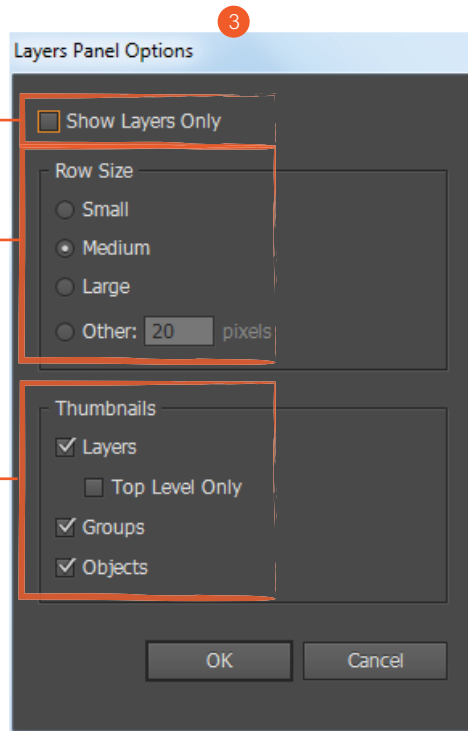 3
Layers Panel Options
Show Layers Only
Row Size
Small
Medium
Large
Other: 20 pixels
Thumbnails
Layers
Top Level Only
Groups
Objects
OK Cancel